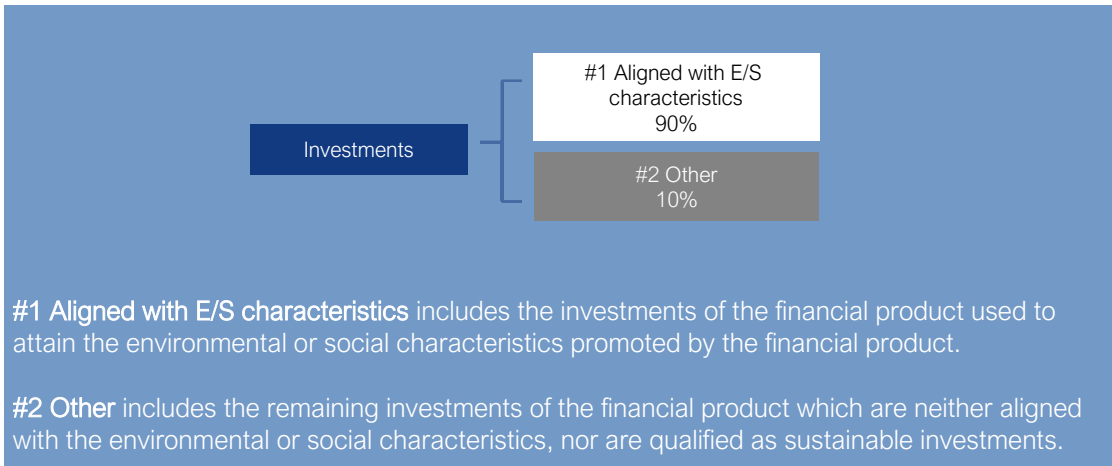 #1 Aligned with E/S
characteristics
90%
Investments
#2 Other
10%
#1 Aligned with E/S characteristics includes the investments of the financial product used to
attain the environmental or social characteristics promoted by the financial product.
#2 Other includes the remaining investments of the financial product which are neither aligned
with the environmental or social characteristics, nor are qualified as sustainable investments.